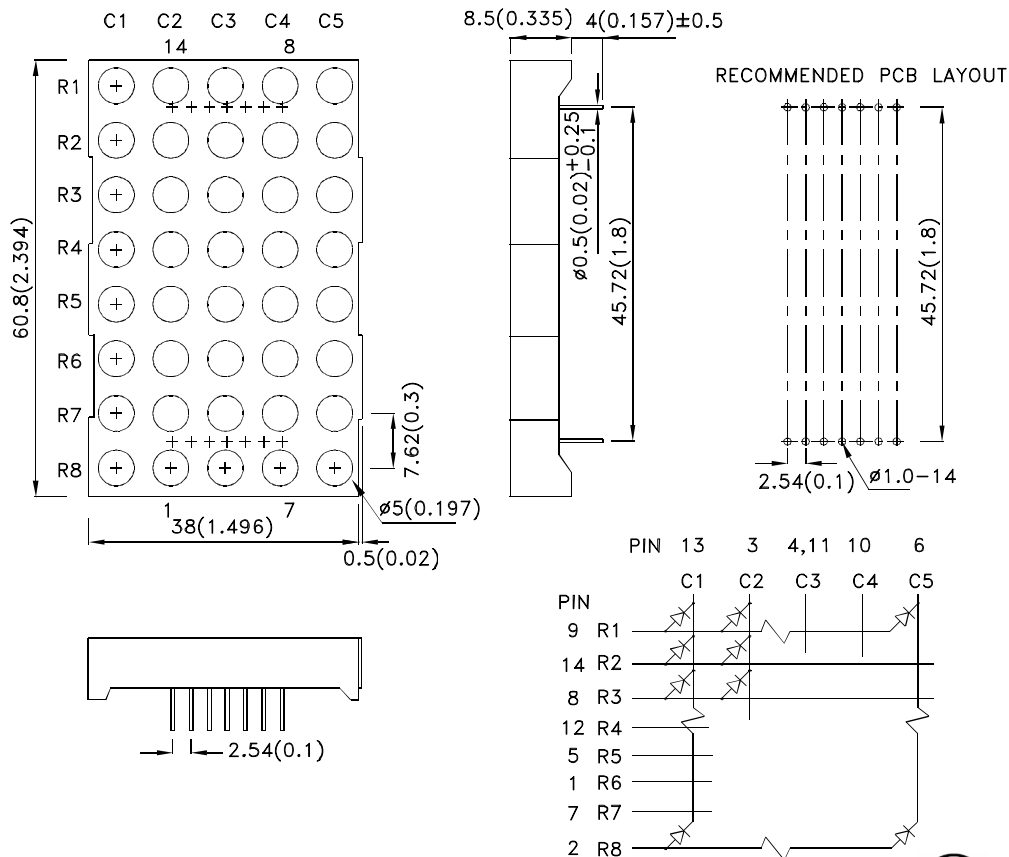 C1 C2 C3 C4 C5
14 8
R1
R2
R3
R4
R5
R6
R7
R8
60.8(2.394)
1 7
38(1.496)
0.5(0.02)
ø5(0.197)
7.62(0.3)
8.5(0.335) 4(0.157)±0.5
ø0.5(0.02)+0.25
-0.1
45.72(1.8)
RECOMMENDED PCB LAYOUT
45.72(1.8)
2.54(0.1)
ø1.0-14
2.54(0.1)
PIN 13 3 4,11 10 6
C1 C2 C3 C4 C5
PIN
9 R1
14 R2
8 R3
12 R4
5 R5
1 R6
7 R7
2 R8